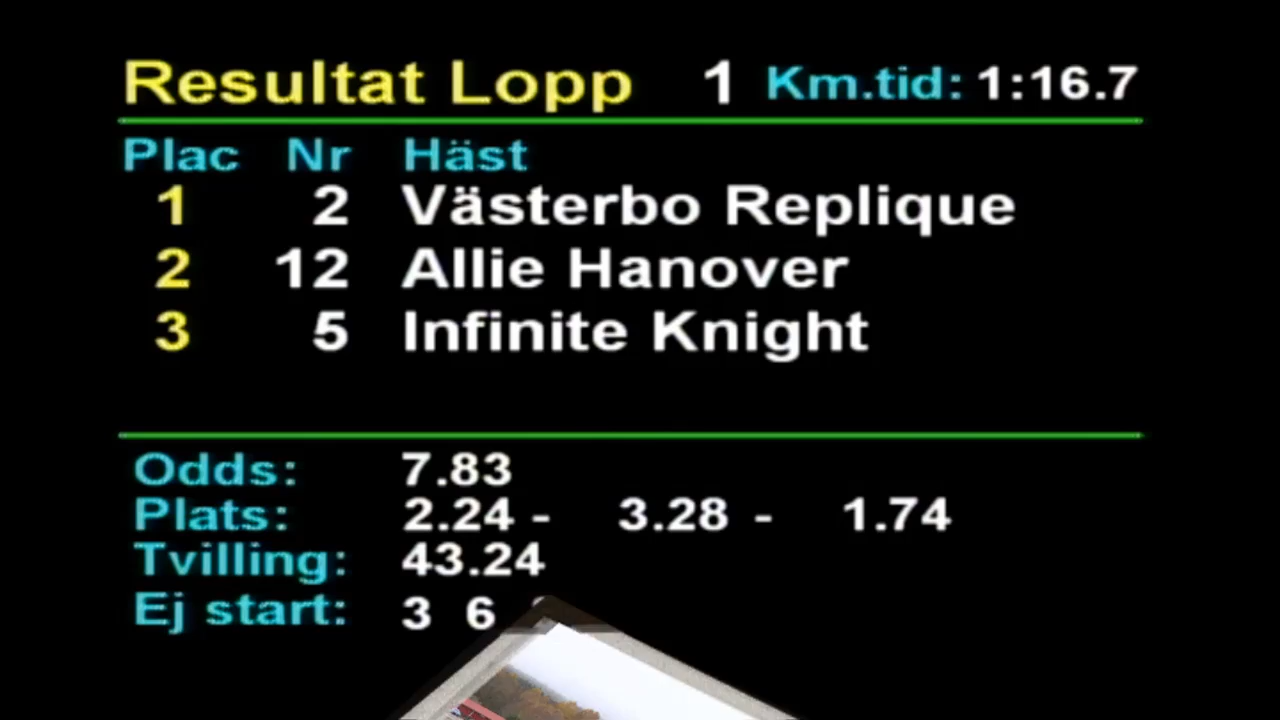 Resultat Lopp 1 Km.tid: 1:16.7
Plac Nr Häst
1 2 Västerbo Replique
2 12 Allie Hanover
3 5 Infinite Knight
Odds: 7.83
Plats: 2.24 - 3.28 - 1.74
Tvilling: 43.24
Ej start: 3 6